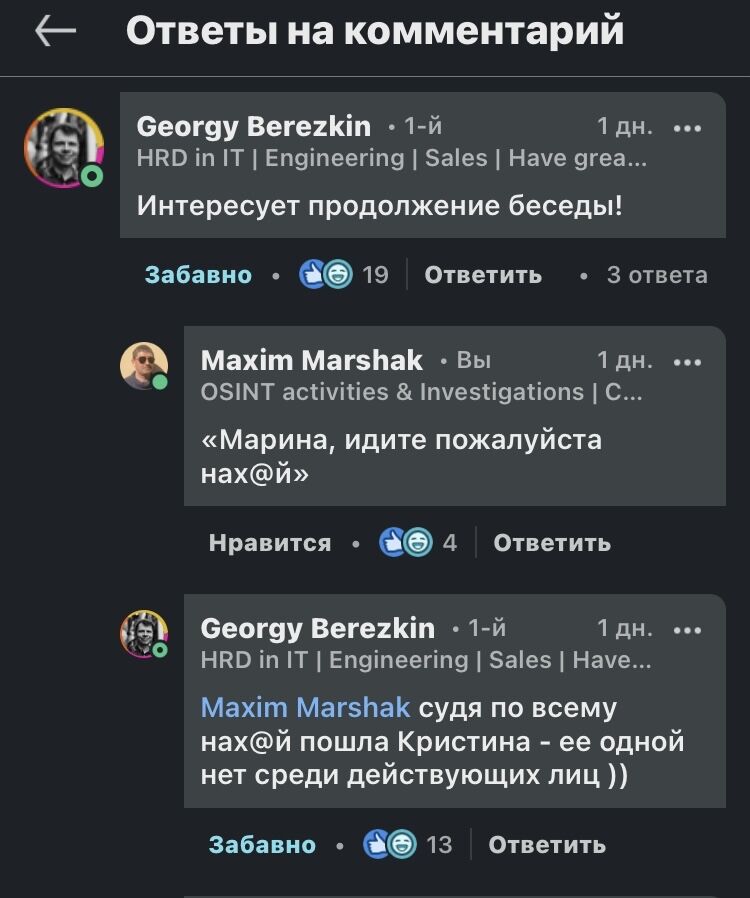 Ответы на комментарий
Georgy Berezkin • 1-й 1 дн.
HRD in IT | Engineering | Sales | Have grea...
Интересует продолжение беседы!
Забавно • 19 Ответить • 3 ответа
Maxim Marshak • Вы 1 дн.
OSINT activities & Investigations | C...
«Марина, идите пожалуйста
нах@й»
Нравится • 4 Ответить
Georgy Berezkin • 1-й 1 дн.
HRD in IT | Engineering | Sales | Have...
Maxim Marshak судя по всему
нах@й пошла Кристина - ее одной
нет среди действующих лиц ))
Забавно • 13 Ответить